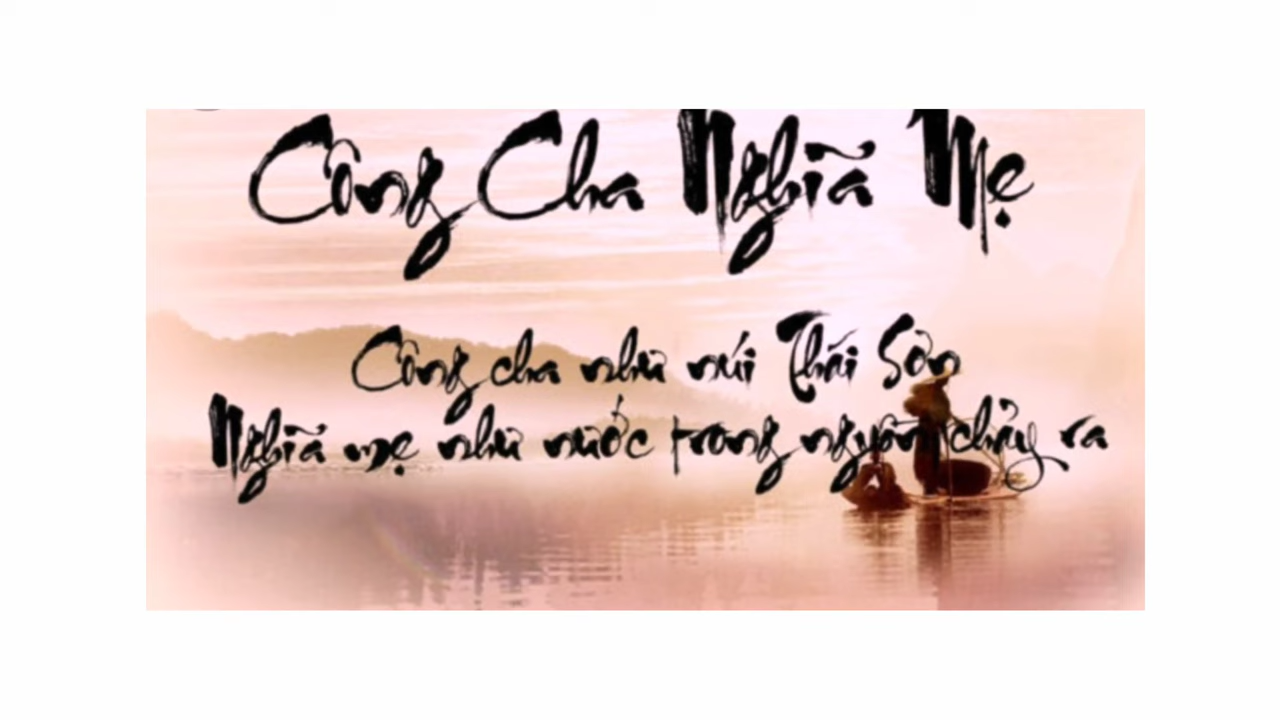 Công Cha Nghĩa Mẹ
Công cha như núi Thái Sơn
Nghĩa mẹ như nước trong nguồn chảy ra